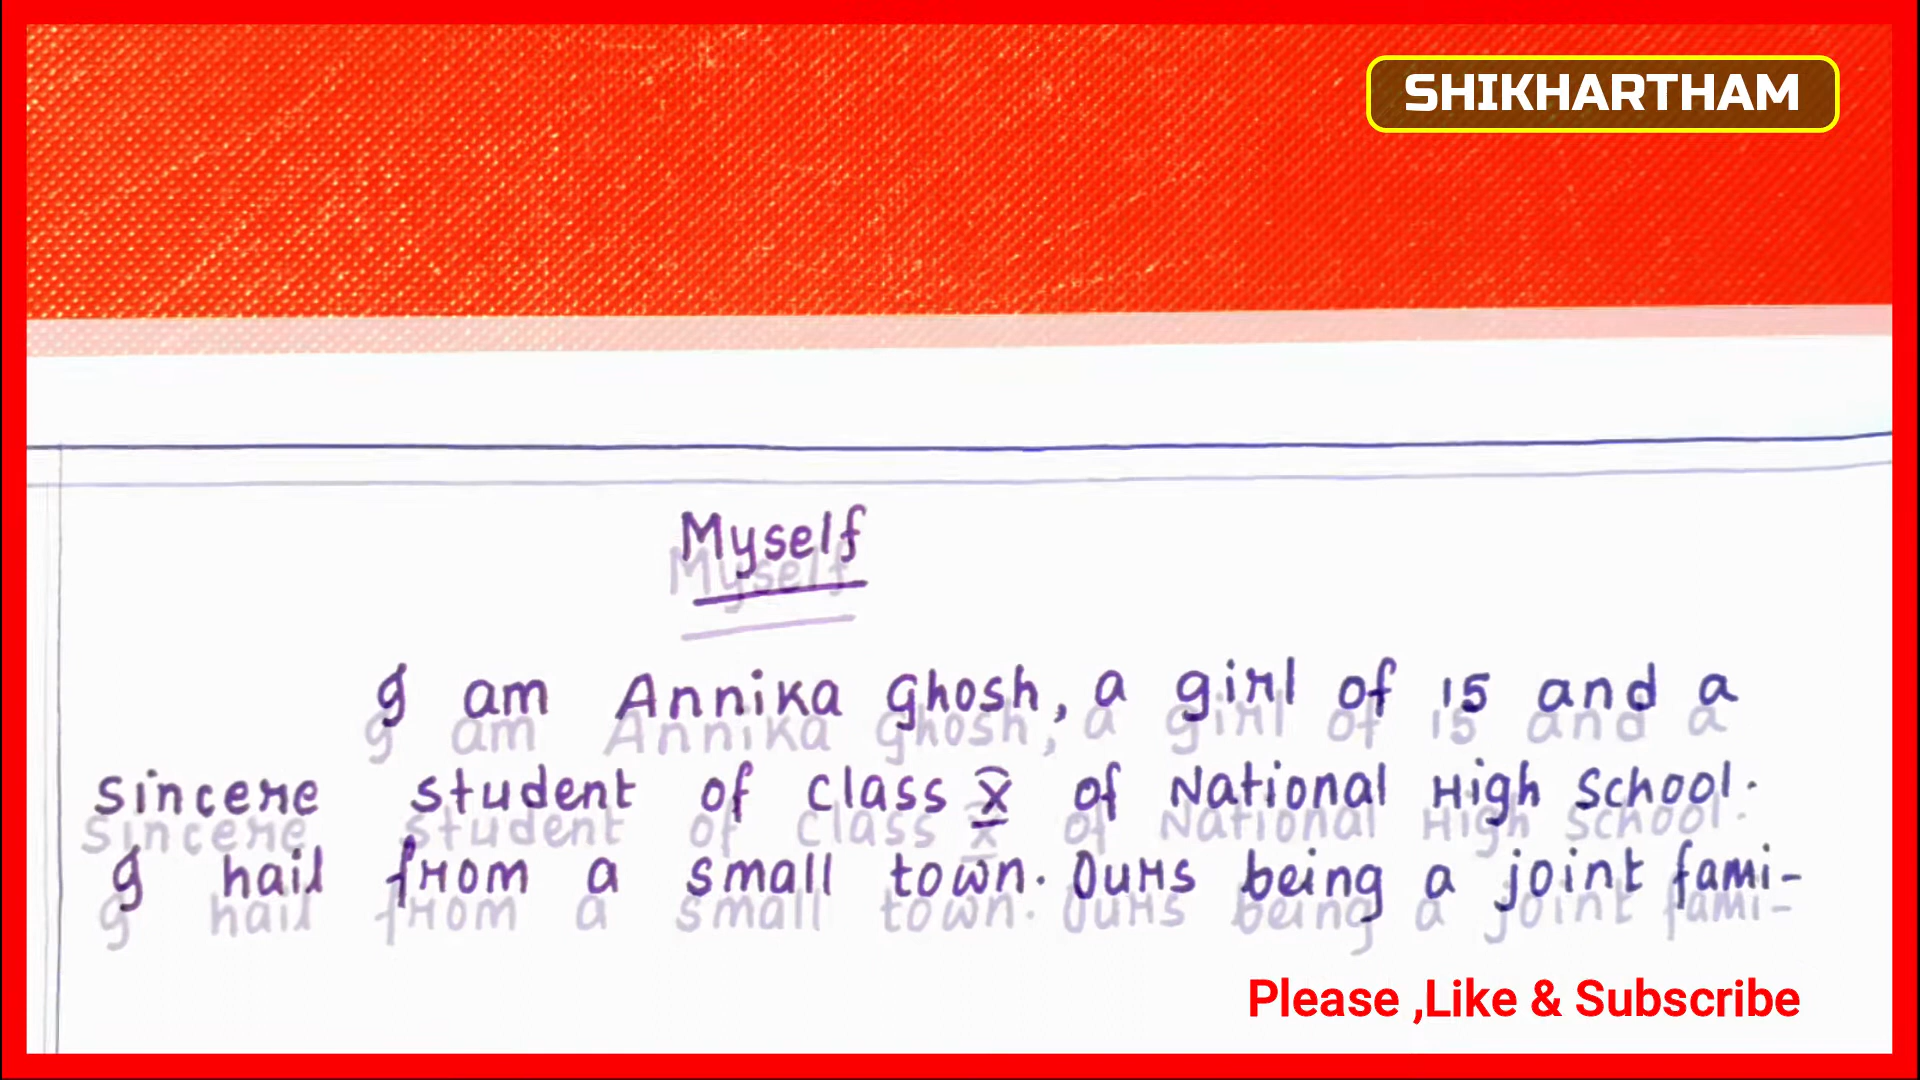 SHIKHARTHAM
Myself
I am Annika Ghosh, a girl of 15 and a
sincere student of class X of National High School.
I hail from a small town. Ours being a joint fami-
Please ,Like & Subscribe